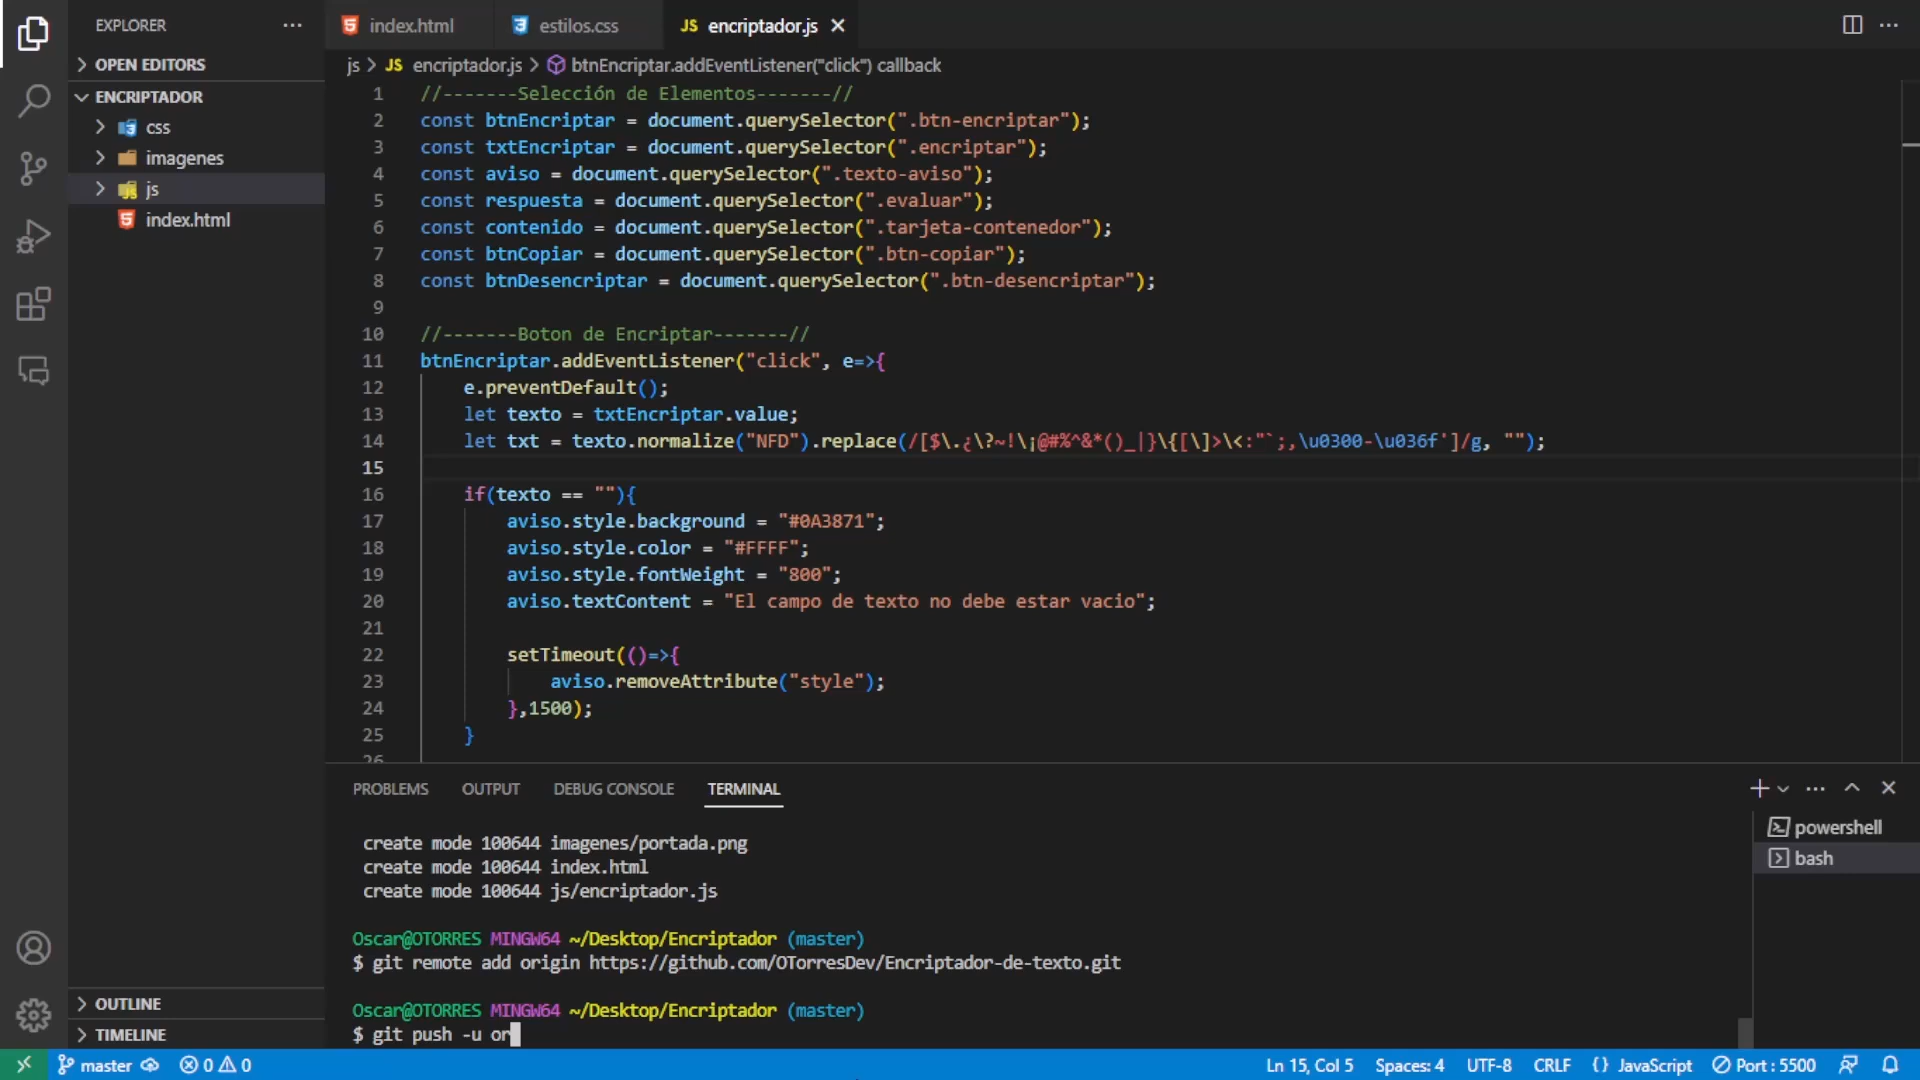 EXPLORER
OPEN EDITORS
ENCRIPTADOR
css
imagenes
js
index.html
OUTLINE
TIMELINE
index.html
estilos.css
JS encriptador.js
js > JS encriptador.js > btnEncriptar.addEventListener("click") callback
1 //-------Selección de Elementos-------//
2 const btnEncriptar = document.querySelector(".btn-encriptar");
3 const txtEncriptar = document.querySelector(".encriptar");
4 const aviso = document.querySelector(".texto-aviso");
5 const respuesta = document.querySelector(".evaluar");
6 const contenido = document.querySelector(".tarjeta-contenedor");
7 const btnCopiar = document.querySelector(".btn-copiar");
8 const btnDesencriptar = document.querySelector(".btn-desencriptar");
9
10 //-------Boton de Encriptar-------//
11 btnEncriptar.addEventListener("click", e=>{
12 e.preventDefault();
13 let texto = txtEncriptar.value;
14 let txt = texto.normalize("NFD").replace(/[$\.¿\?~!\¡@#%^&*()_|}\{[\]>\<:"`;,\u0300-\u036f']/g, "");
15
16 if(texto == ""){
17 aviso.style.background = "#0A3871";
18 aviso.style.color = "#FFFF";
19 aviso.style.fontWeight = "800";
20 aviso.textContent = "El campo de texto no debe estar vacio";
21
22 setTimeout(()=>{
23 aviso.removeAttribute("style");
24 },1500);
25 }
26
PROBLEMS OUTPUT DEBUG CONSOLE TERMINAL
create mode 100644 imagenes/portada.png
create mode 100644 index.html
create mode 100644 js/encriptador.js
Oscar@OTORRES MINGW64 ~/Desktop/Encriptador (master)
$ git remote add origin https://github.com/OTorresDev/Encriptador-de-texto.git
Oscar@OTORRES MINGW64 ~/Desktop/Encriptador (master)
$ git push -u or
powershell
bash
master 0 0 Ln 15, Col 5 Spaces: 4 UTF-8 CRLF {} JavaScript Port : 5500